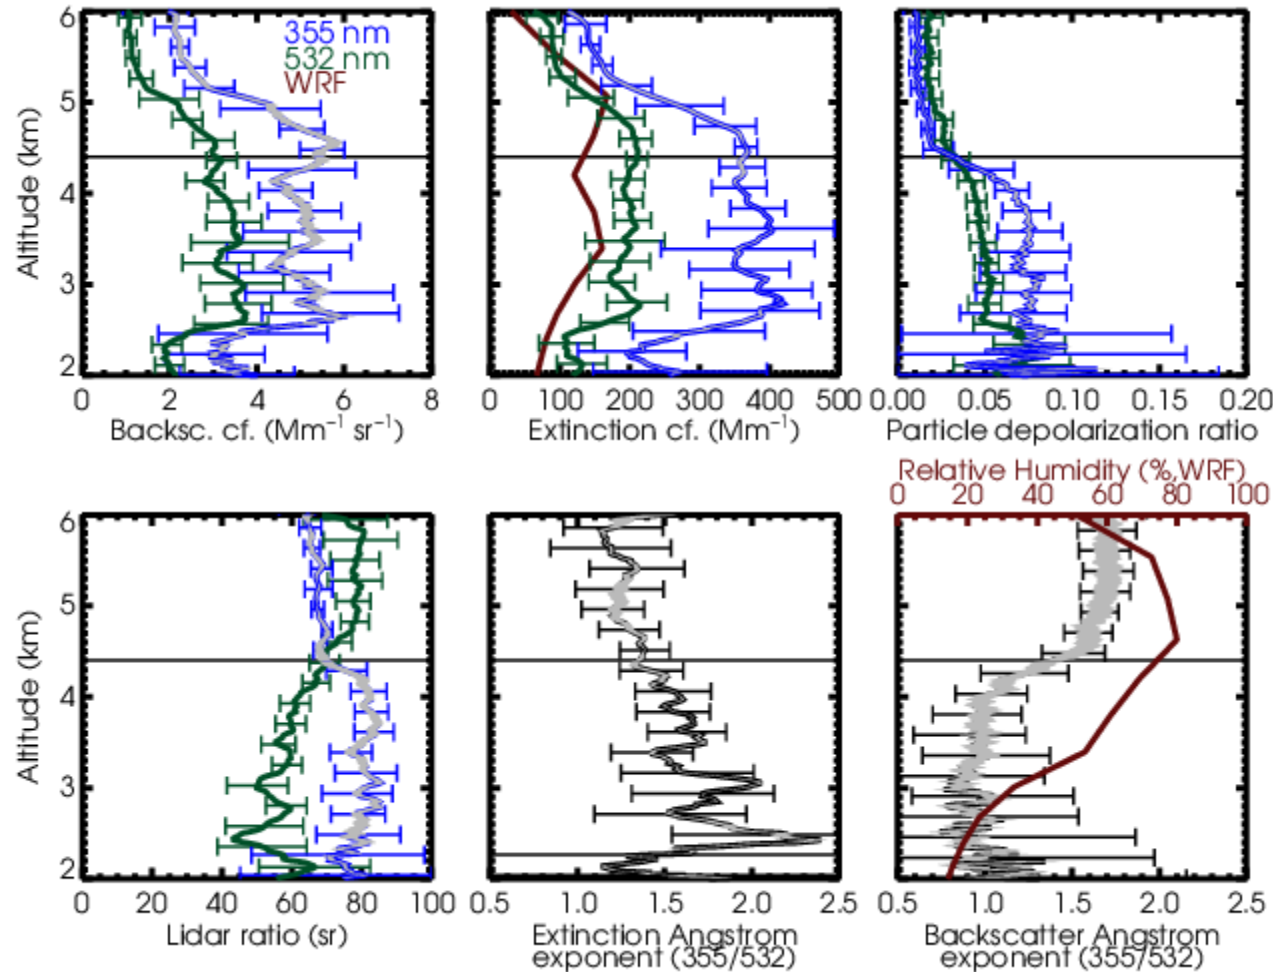 6
5
4
3
2
Altitude (km)
355 nm
532 nm
WRF
0 2 4 6 8
Backsc. cf. (Mm⁻¹ sr⁻¹)
0 100 200 300 400 500
Extinction cf. (Mm⁻¹)
0.00 0.05 0.10 0.15 0.20
Particle depolarization ratio
Relative Humidity (%,WRF)
0 20 40 60 80 100
6
5
4
3
2
Altitude (km)
0 20 40 60 80 100
Lidar ratio (sr)
0.5 1.0 1.5 2.0 2.5
Extinction Angstrom
exponent (355/532)
0.5 1.0 1.5 2.0 2.5
Backscatter Angstrom
exponent (355/532)